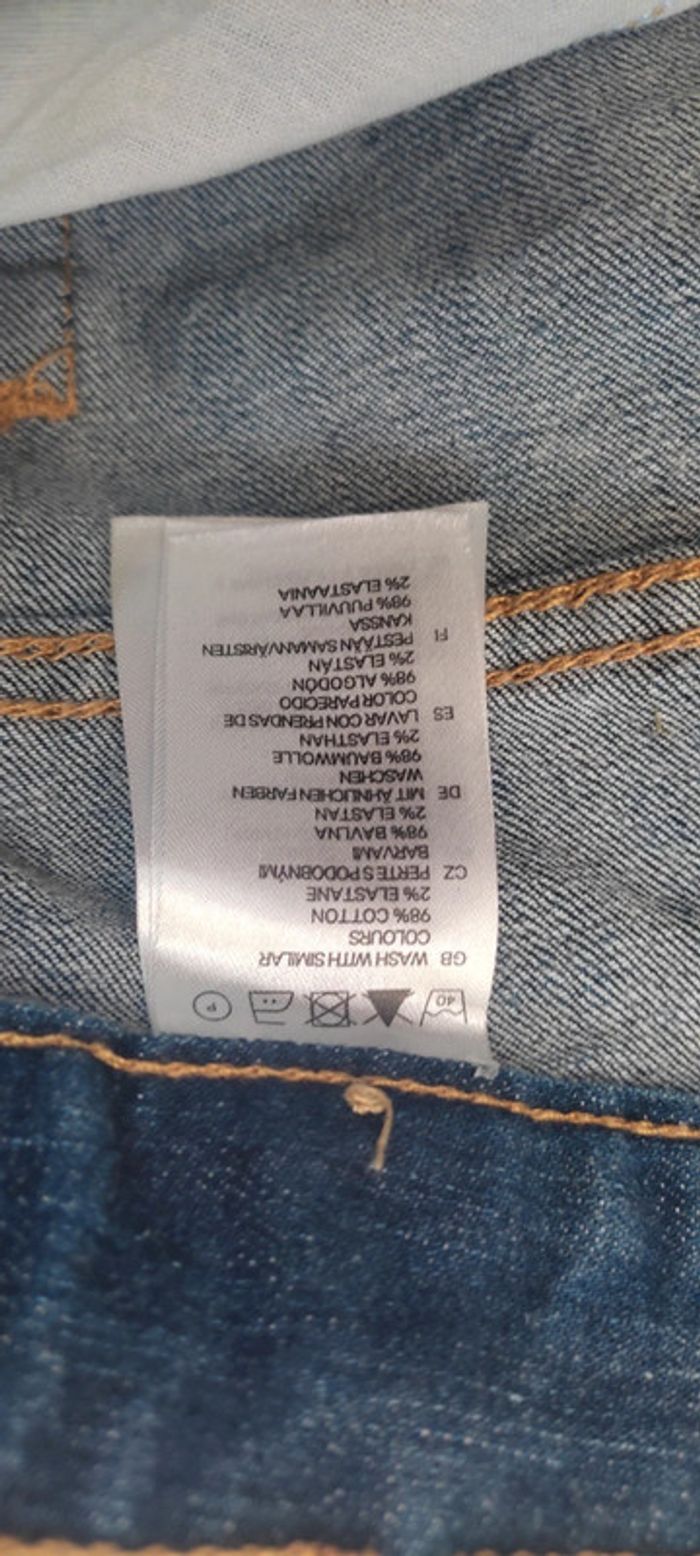 40 P
GB WASH WITH SIMILAR
COLOURS
98% COTTON
2% ELASTANE
CZ PERTE S PODOBNÝMI
BARVAMI
98% BAVLNA
2% ELASTAN
DE MIT ÄHNLICHEN FARBEN
WASCHEN
98% BAUMWOLLE
2% ELASTHAN
ES LAVAR CON PRENDAS DE
COLOR PARECIDO
98% ALGODÓN
2% ELASTÁN
FI PESTÄÄN SAMANVÄRISTEN
KANSSA
98% PUUVILLAA
2% ELASTAANIA